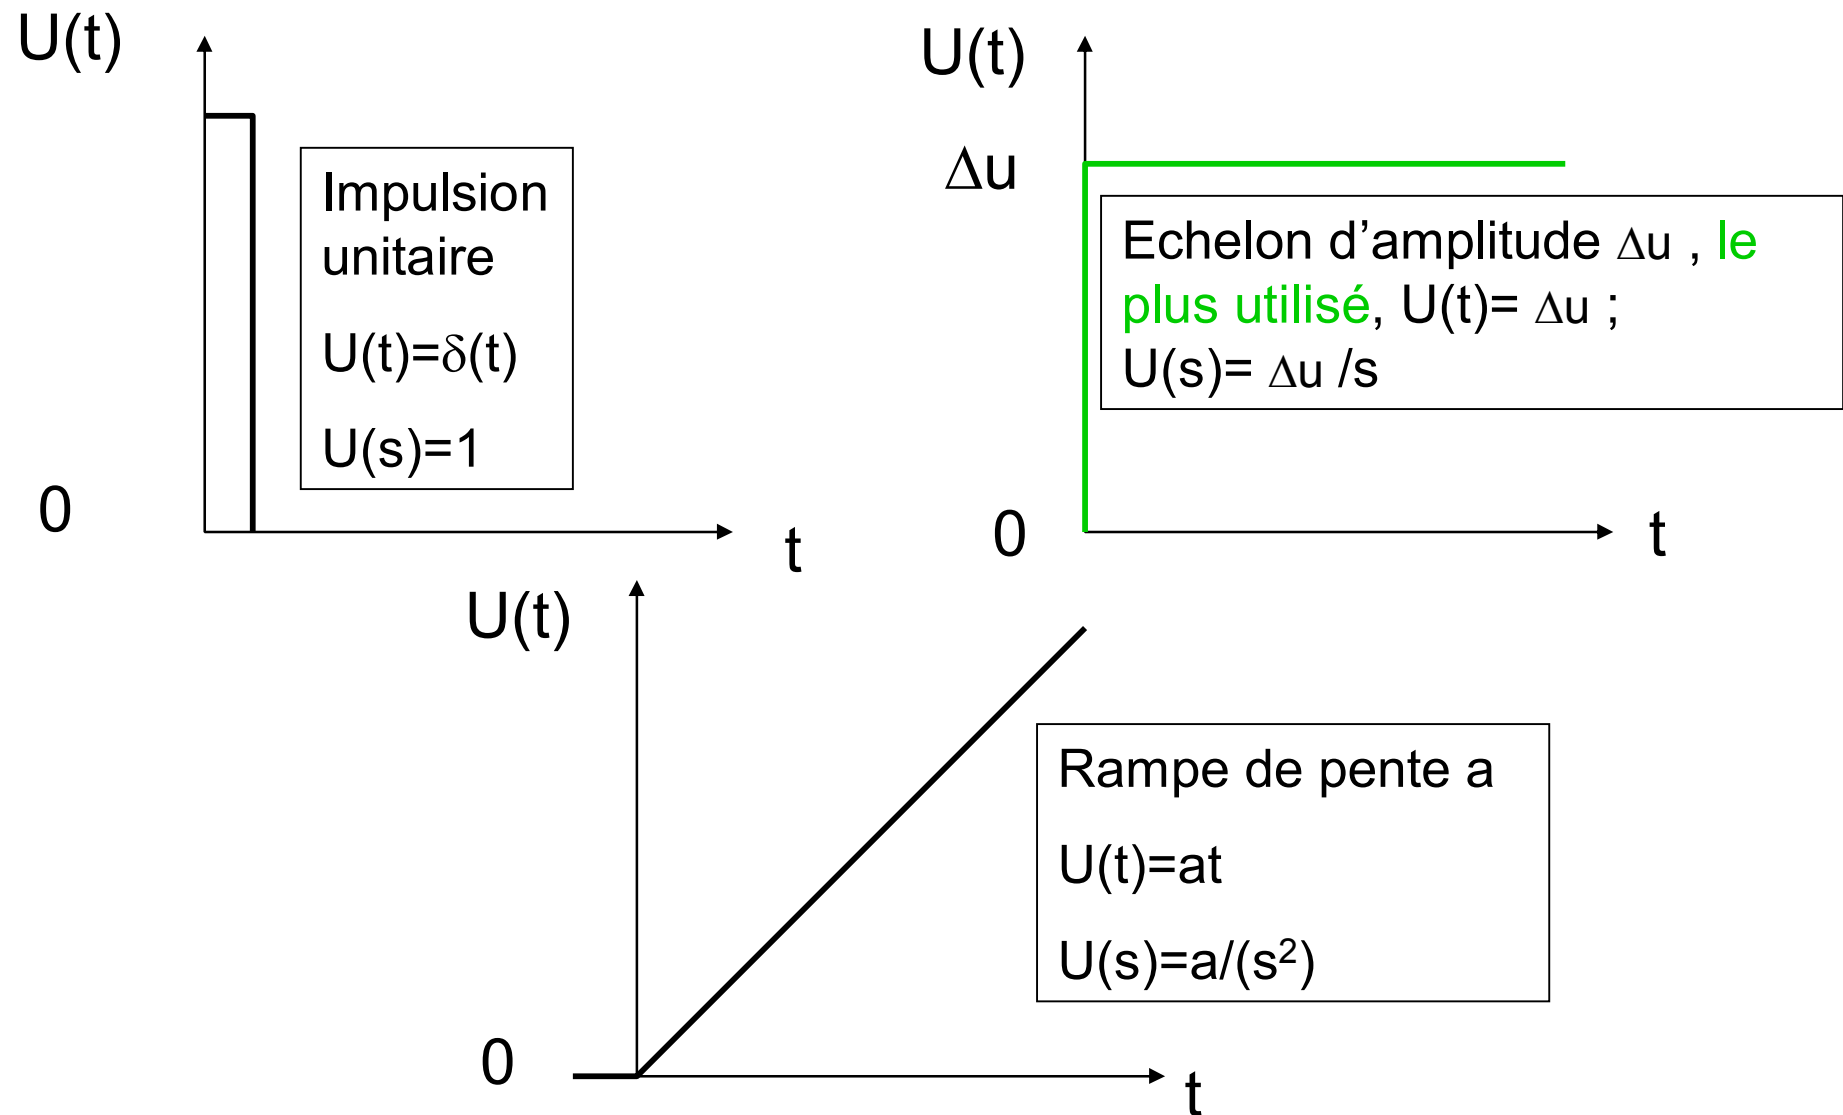 U(t)
Impulsion
unitaire
U(t)=δ(t)
U(s)=1
0
t
U(t)
Δu
Echelon d’amplitude Δu , le
plus utilisé, U(t)= Δu ;
U(s)= Δu /s
0
t
U(t)
Rampe de pente a
U(t)=at
U(s)=a/(s²)
0
t